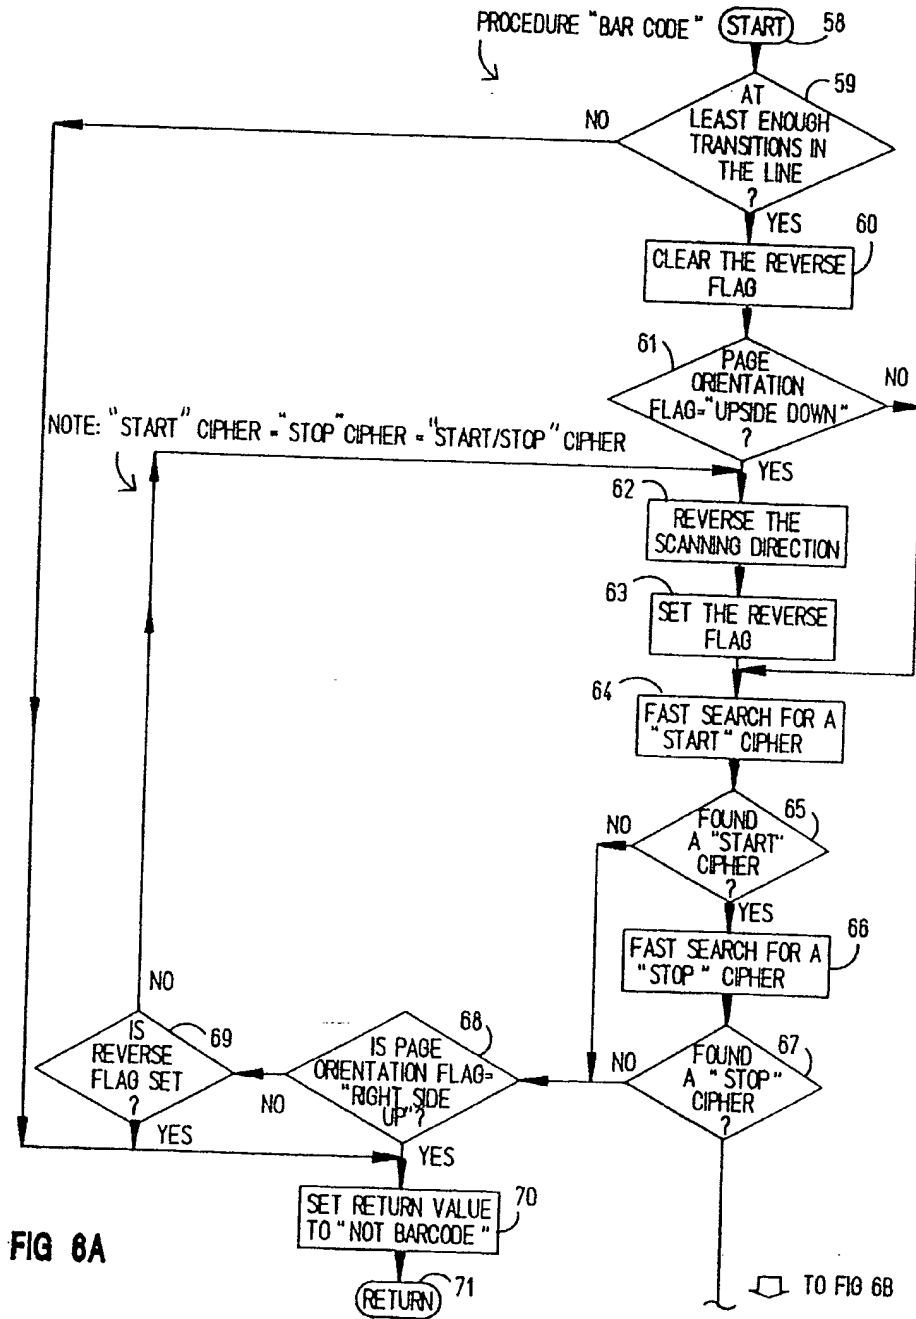 PROCEDURE "BAR CODE"
START
58
59
AT
LEAST ENOUGH
TRANSITIONS IN
THE LINE
?
NO
YES
60
CLEAR THE REVERSE
FLAG
61
PAGE
ORIENTATION
FLAG="UPSIDE DOWN"
?
NO
YES
NOTE: "START" CIPHER = "STOP" CIPHER = "START/STOP" CIPHER
62
REVERSE THE
SCANNING DIRECTION
63
SET THE REVERSE
FLAG
64
FAST SEARCH FOR A
"START" CIPHER
65
FOUND
A "START"
CIPHER
?
NO
YES
66
FAST SEARCH FOR A
"STOP" CIPHER
67
FOUND
A "STOP"
CIPHER
?
NO
68
IS PAGE
ORIENTATION FLAG=
"RIGHT SIDE
UP"?
NO
YES
69
IS
REVERSE
FLAG SET
?
NO
YES
70
SET RETURN VALUE
TO "NOT BARCODE"
71
RETURN
FIG 6A
TO FIG 6B